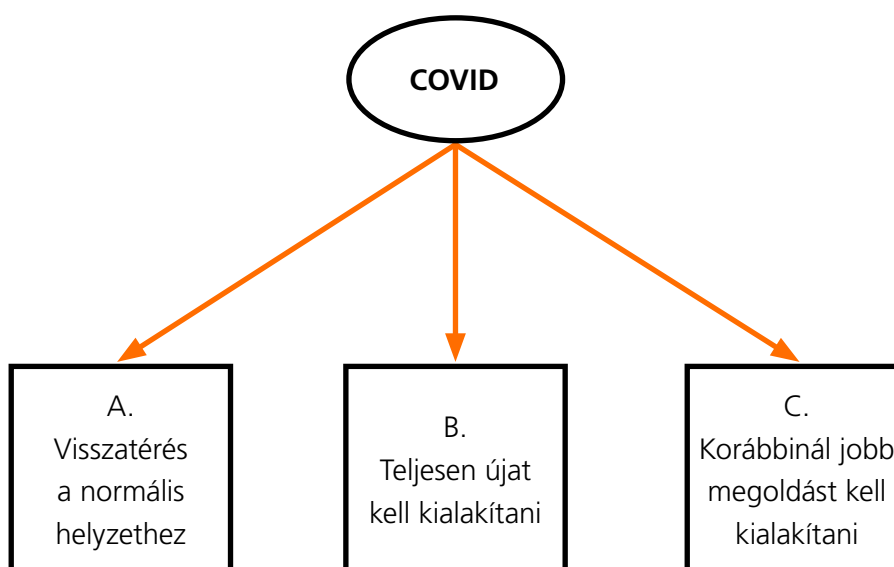 COVID
A.
Visszatérés
a normális
helyzethez
B.
Teljesen újat
kell kialakítani
C.
Korábbinál jobb
megoldást kell
kialakítani